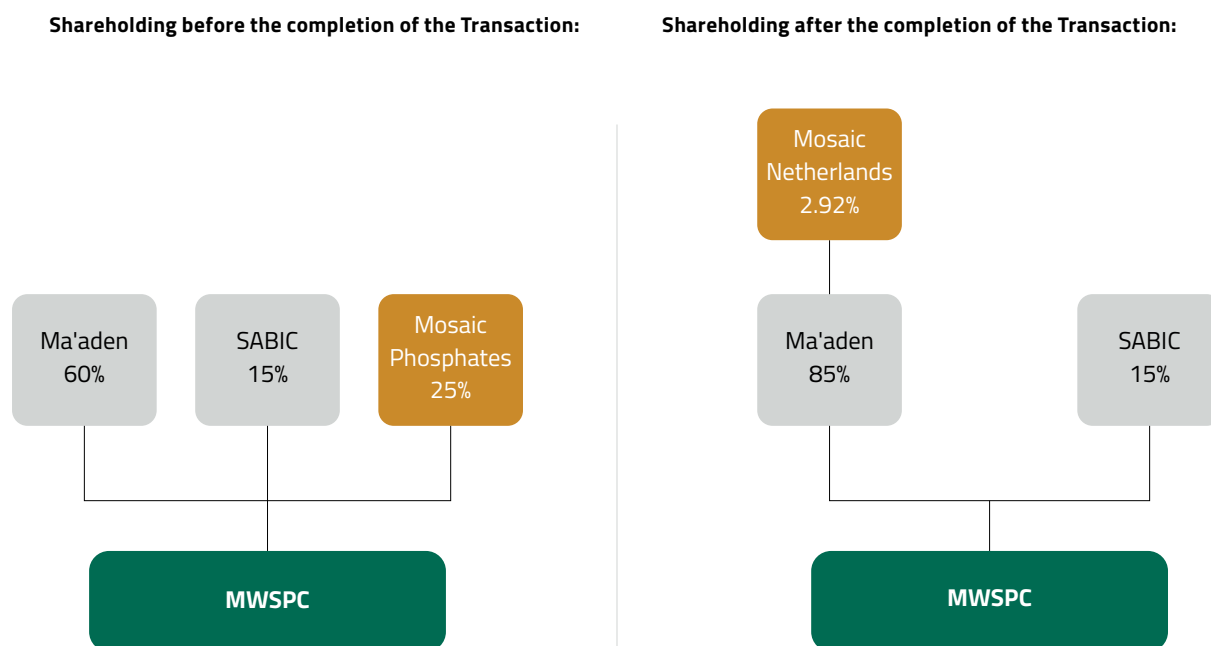 Shareholding before the completion of the Transaction:
Ma'aden
60%
SABIC
15%
Mosaic
Phosphates
25%
MWSPC
Shareholding after the completion of the Transaction:
Mosaic
Netherlands
2.92%
Ma'aden
85%
SABIC
15%
MWSPC